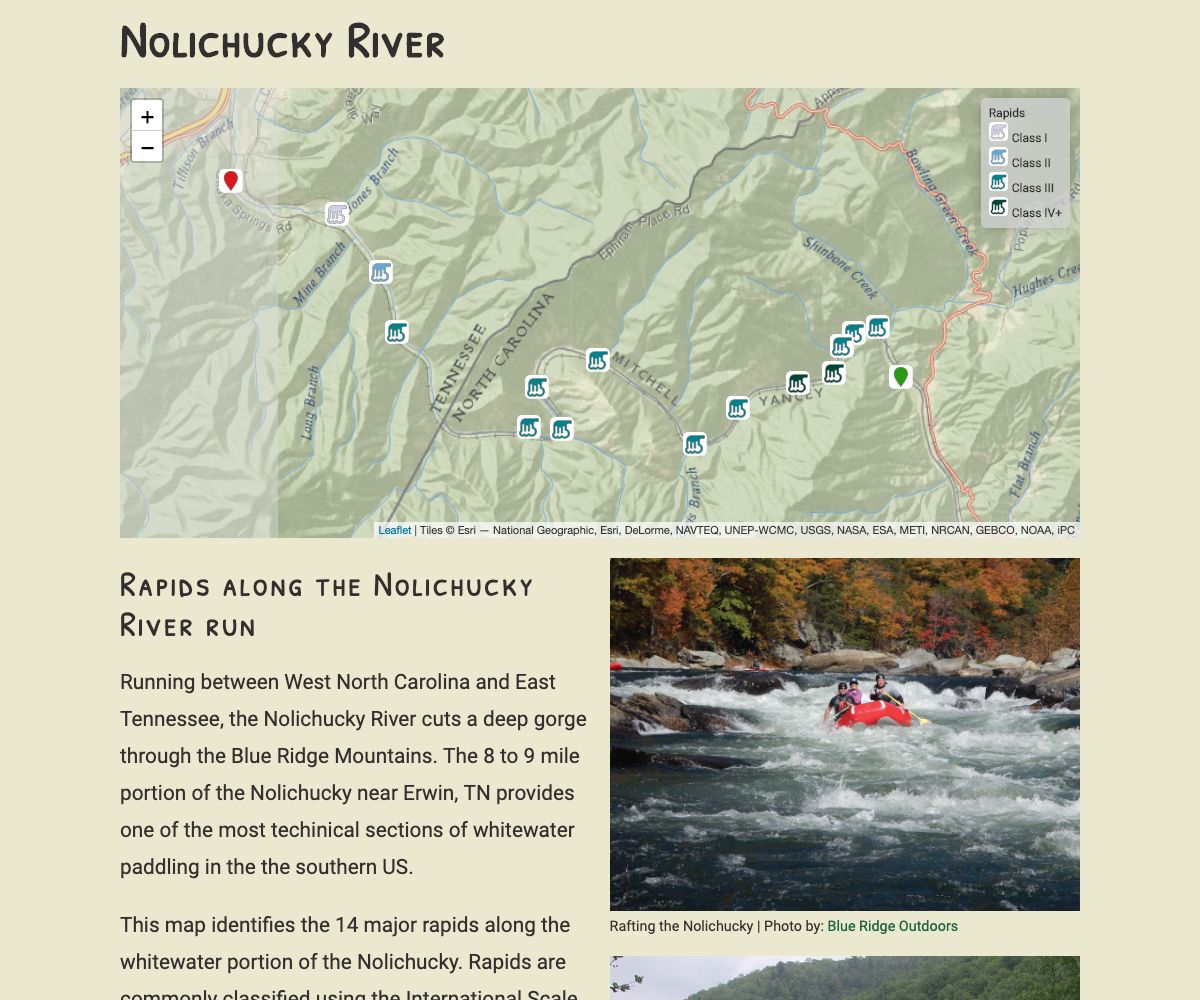 Nolichucky River
+
−
Tillison Branch
Jones Branch
Mine Branch
Long Branch
TENNESSEE
NORTH CAROLINA
Ephriam Place Rd
MITCHELL
YANCEY
Shinbone Creek
Bowling Green Creek
Flat Branch
Rapids
Class I
Class II
Class III
Class IV+
Leaflet | Tiles © Esri — National Geographic, Esri, DeLorme, NAVTEQ, UNEP-WCMC, USGS, NASA, ESA, METI, NRCAN, GEBCO, NOAA, iPC
Rapids along the Nolichucky
River run
Running between West North Carolina and East
Tennessee, the Nolichucky River cuts a deep gorge
through the Blue Ridge Mountains. The 8 to 9 mile
portion of the Nolichucky near Erwin, TN provides
one of the most techinical sections of whitewater
paddling in the the southern US.
This map identifies the 14 major rapids along the
whitewater portion of the Nolichucky. Rapids are
commonly classified using the International Scale
Rafting the Nolichucky | Photo by: Blue Ridge Outdoors